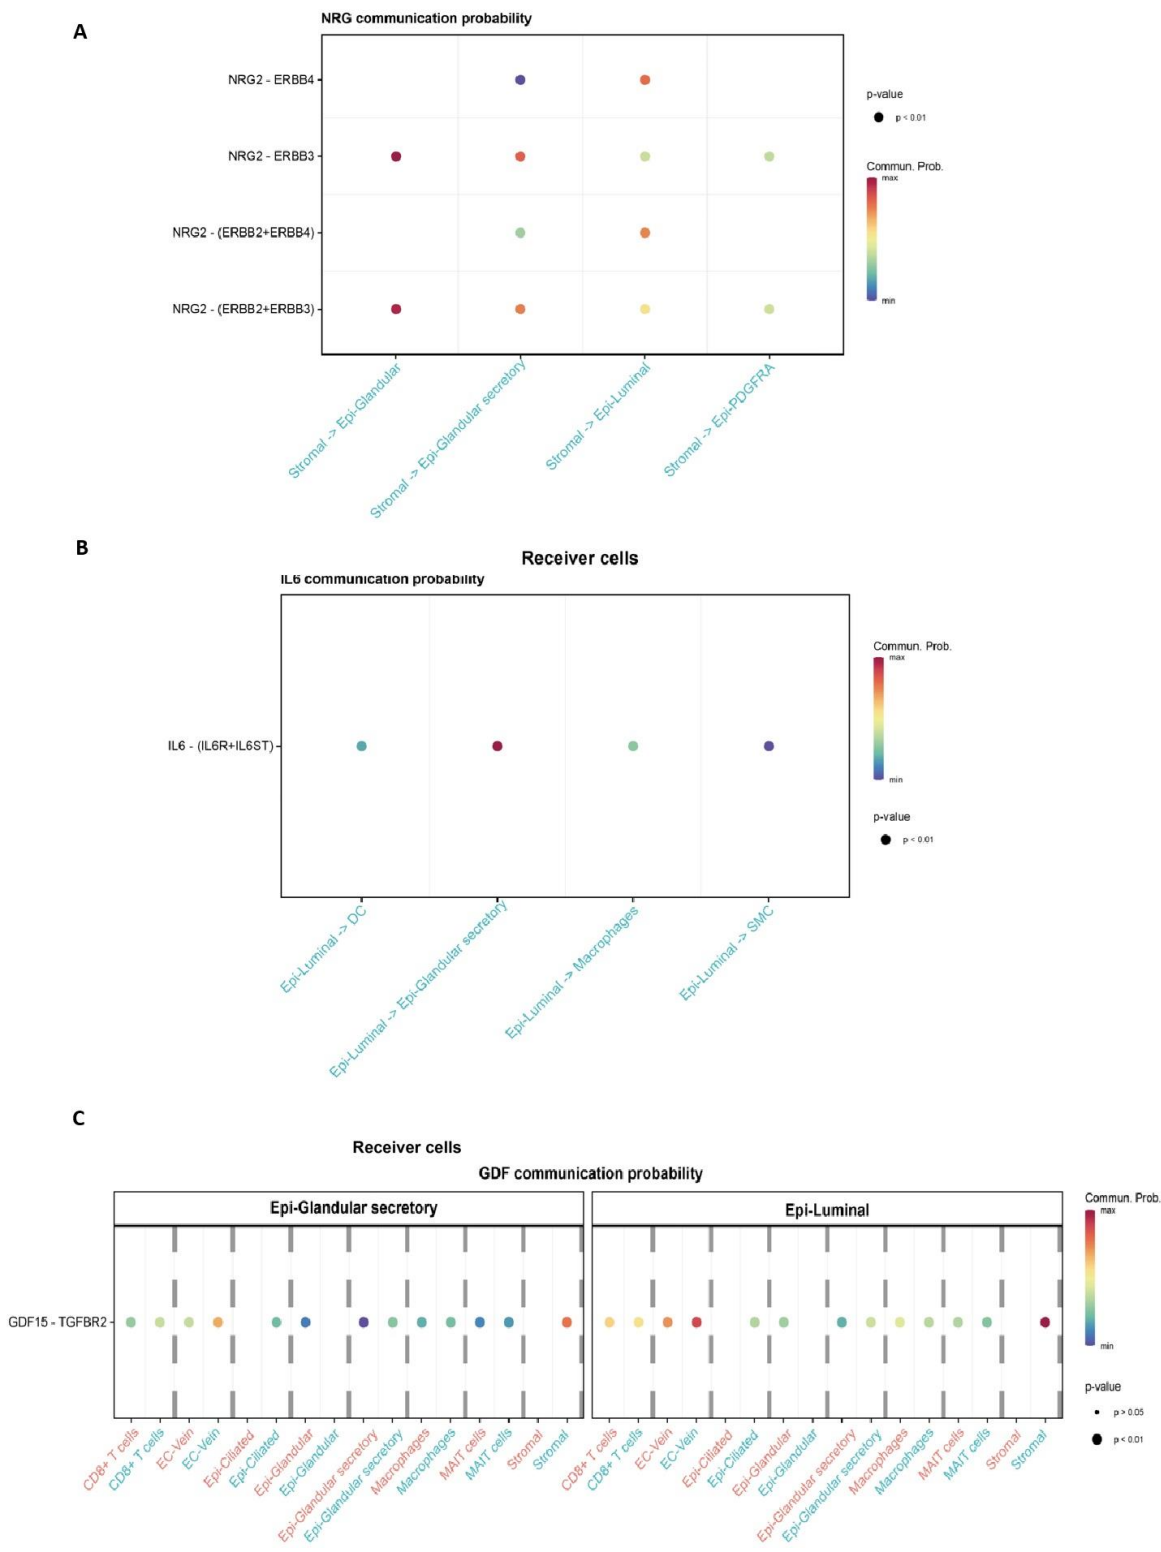 A
NRG communication probability
NRG2 - ERBB4
NRG2 - ERBB3
NRG2 - (ERBB2+ERBB4)
NRG2 - (ERBB2+ERBB3)
Stromal -> Epi-Glandular
Stromal -> Epi-Glandular secretory
Stromal -> Epi-Luminal
Stromal -> Epi-PDGFRA
p-value
p < 0.01
Commun. Prob.
max
min
B
Receiver cells
IL6 communication probability
IL6 - (IL6R+IL6ST)
Epi-Luminal -> DC
Epi-Luminal -> Epi-Glandular secretory
Epi-Luminal -> Macrophages
Epi-Luminal -> SMC
Commun. Prob.
max
min
p-value
p < 0.01
C
Receiver cells
GDF communication probability
Epi-Glandular secretory
Epi-Luminal
GDF15 - TGFBR2
CD8+ T cells
CD8+ T cells
EC-Vein
EC-Vein
Epi-Ciliated
Epi-Ciliated
Epi-Glandular
Epi-Glandular
Epi-Glandular secretory
Epi-Glandular secretory
Macrophages
Macrophages
MAIT cells
MAIT cells
Stromal
Stromal
CD8+ T cells
CD8+ T cells
EC-Vein
EC-Vein
Epi-Ciliated
Epi-Ciliated
Epi-Glandular
Epi-Glandular
Epi-Glandular secretory
Epi-Glandular secretory
Macrophages
Macrophages
MAIT cells
MAIT cells
Stromal
Stromal
Commun. Prob.
max
min
p-value
p > 0.05
p < 0.01